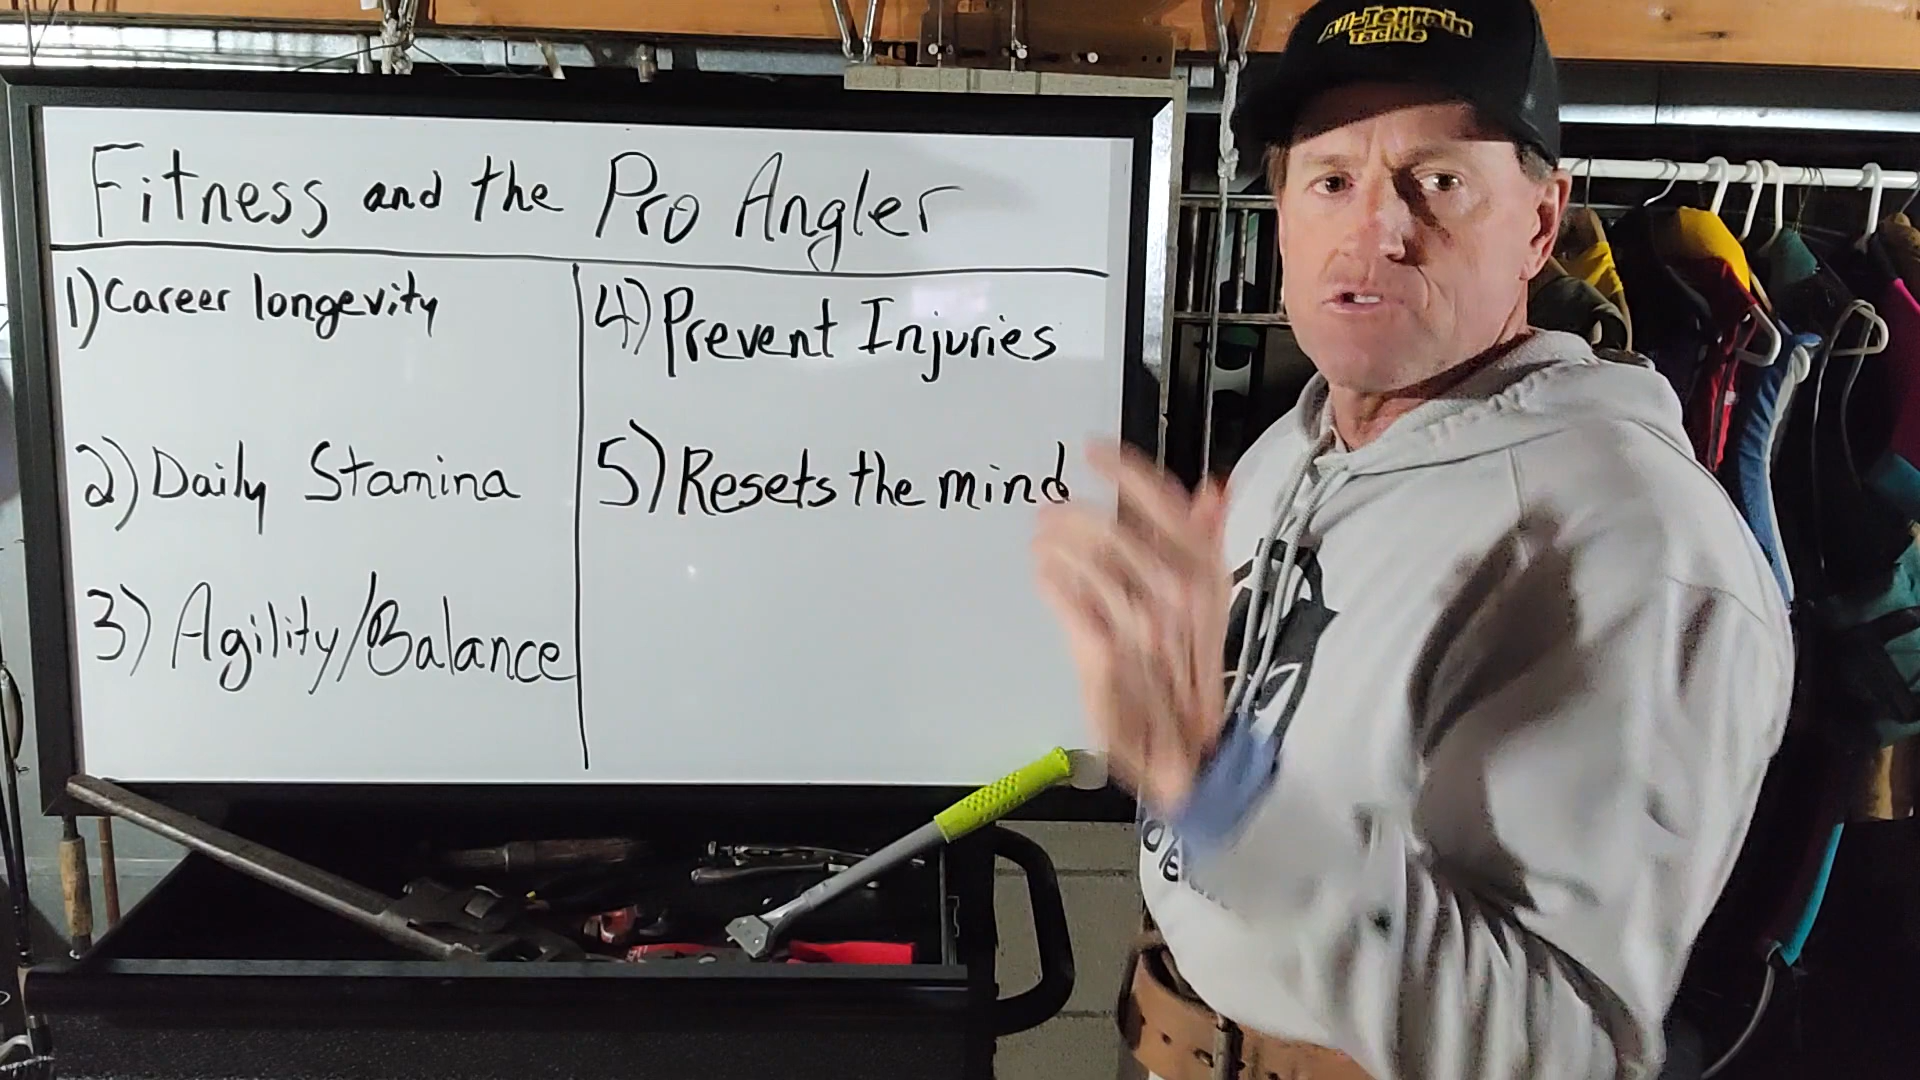 Fitness and the Pro Angler
1) Career longevity
2) Daily Stamina
3) Agility/Balance
4) Prevent Injuries
5) Resets the mind
All-Terrain
Tackle